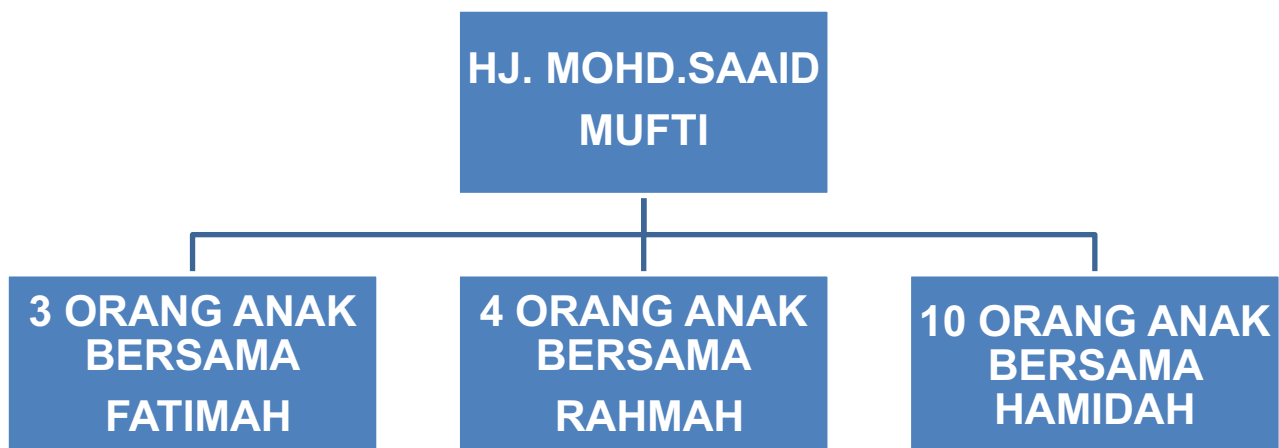 HJ. MOHD.SAAID
MUFTI
3 ORANG ANAK
BERSAMA
FATIMAH
4 ORANG ANAK
BERSAMA
RAHMAH
10 ORANG ANAK
BERSAMA
HAMIDAH